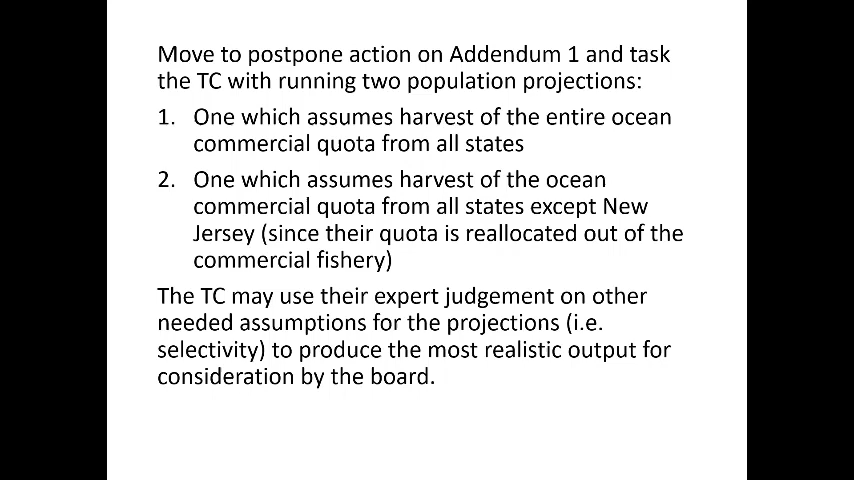 Move to postpone action on Addendum 1 and task
the TC with running two population projections:
1. One which assumes harvest of the entire ocean
commercial quota from all states
2. One which assumes harvest of the ocean
commercial quota from all states except New
Jersey (since their quota is reallocated out of the
commercial fishery)
The TC may use their expert judgement on other
needed assumptions for the projections (i.e.
selectivity) to produce the most realistic output for
consideration by the board.